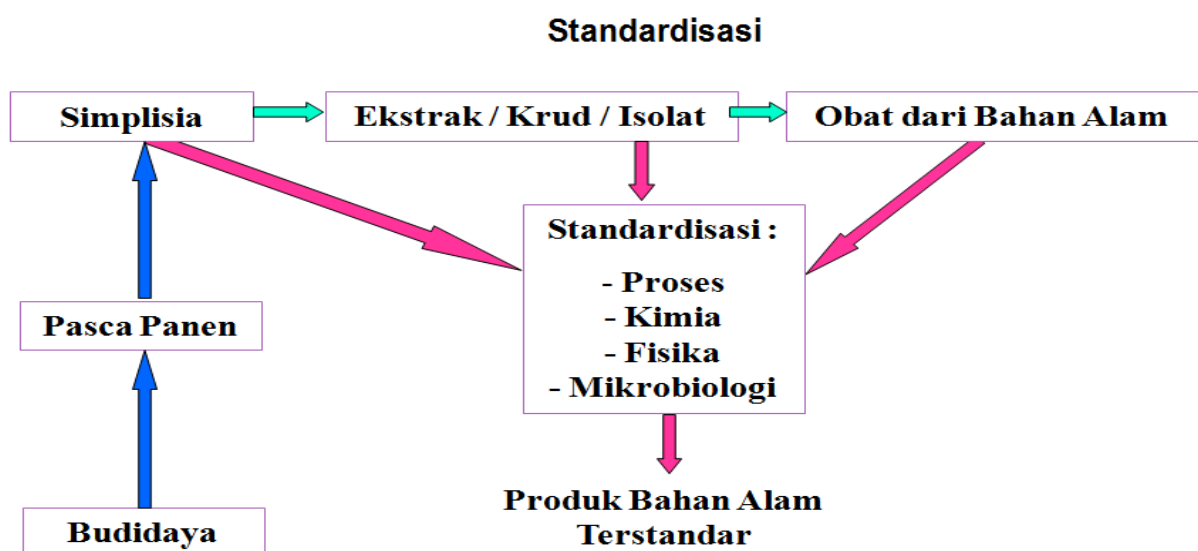 Standardisasi
Simplisia
Ekstrak / Krud / Isolat
Obat dari Bahan Alam
Standardisasi :
- Proses
- Kimia
- Fisika
- Mikrobiologi
Pasca Panen
Budidaya
Produk Bahan Alam
Terstandar